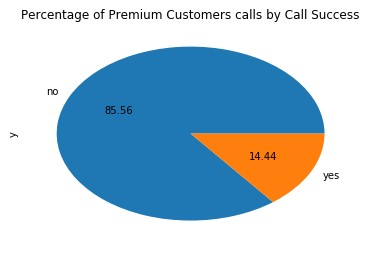 Percentage of Premium Customers calls by Call Success
no
85.56
y
14.44
yes